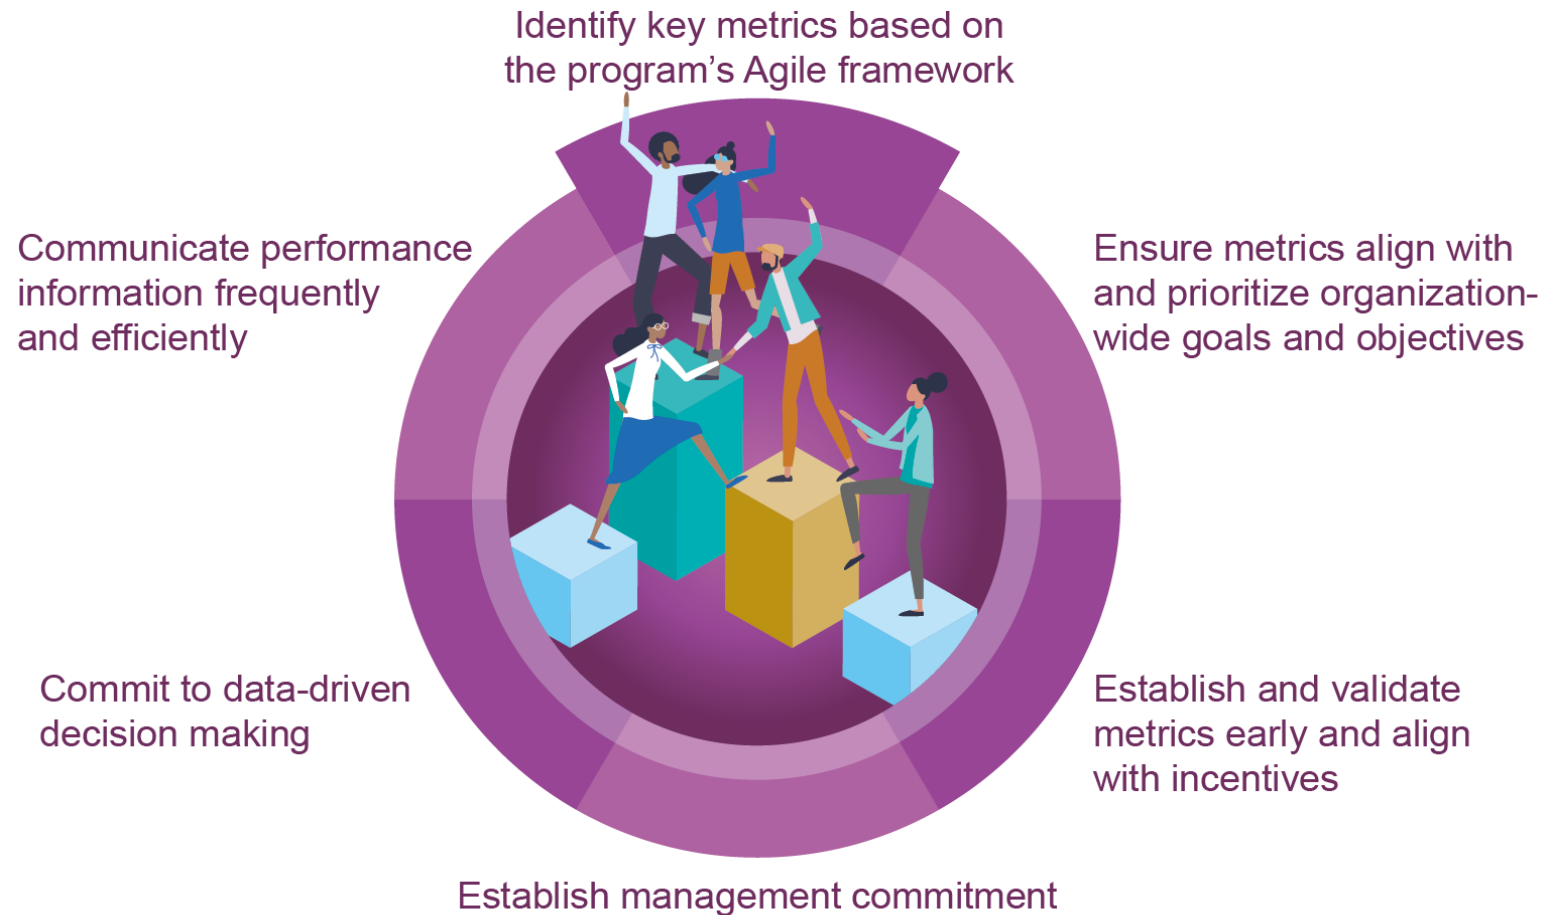 Identify key metrics based on
the program’s Agile framework
Ensure metrics align with
and prioritize organization-
wide goals and objectives
Establish and validate
metrics early and align
with incentives
Establish management commitment
Commit to data-driven
decision making
Communicate performance
information frequently
and efficiently